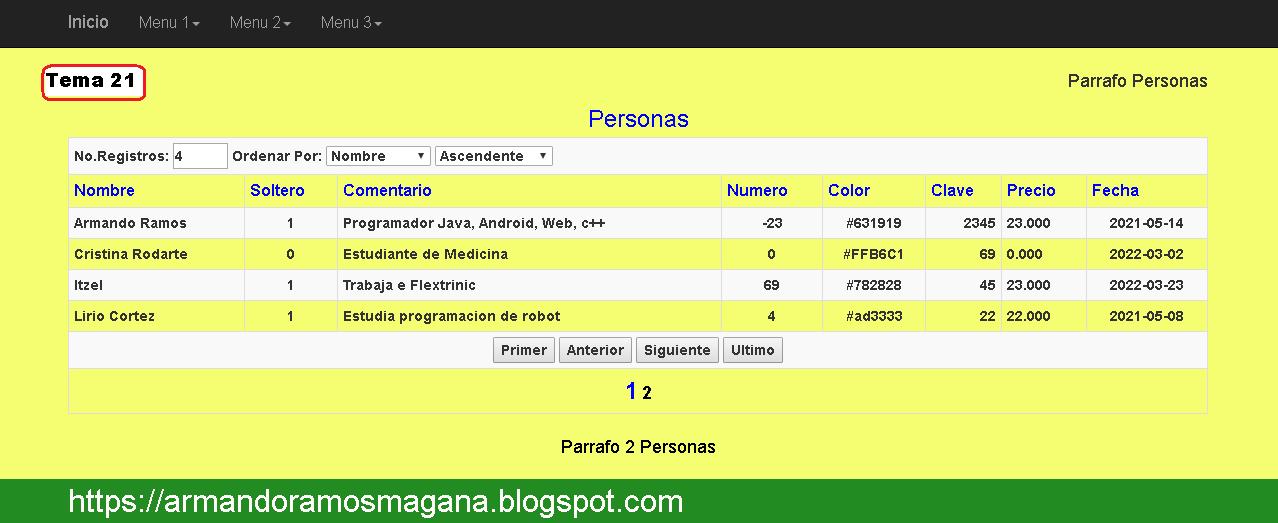 Inicio Menu 1 Menu 2 Menu 3
Tema 21 Parrafo Personas
Personas
No.Registros: 4 Ordenar Por: Nombre Ascendente
Nombre Soltero Comentario Numero Color Clave Precio Fecha
Armando Ramos 1 Programador Java, Android, Web, c++ -23 #631919 2345 23.000 2021-05-14
Cristina Rodarte 0 Estudiante de Medicina 0 #FFB6C1 69 0.000 2022-03-02
Itzel 1 Trabaja e Flextrinic 69 #782828 45 23.000 2022-03-23
Lirio Cortez 1 Estudia programacion de robot 4 #ad3333 22 22.000 2021-05-08
Primer Anterior Siguiente Ultimo
1 2
Parrafo 2 Personas
https://armandoramosmagana.blogspot.com